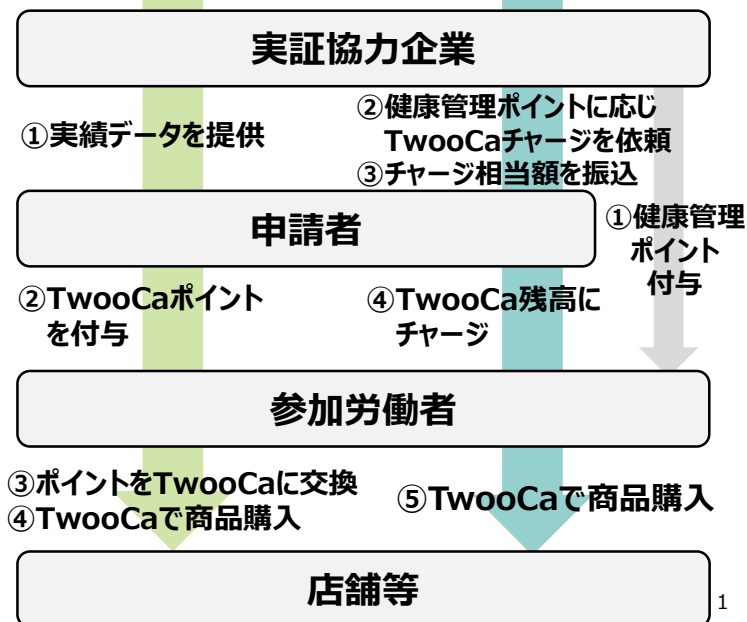 実証協力企業
①実績データを提供
②健康管理ポイントに応じ
TwooCaチャージを依頼
③チャージ相当額を振込
①健康管理
ポイント
付与
申請者
②TwooCaポイント
を付与
④TwooCa残高に
チャージ
参加労働者
③ポイントをTwooCaに交換
④TwooCaで商品購入
⑤TwooCaで商品購入
店舗等
1